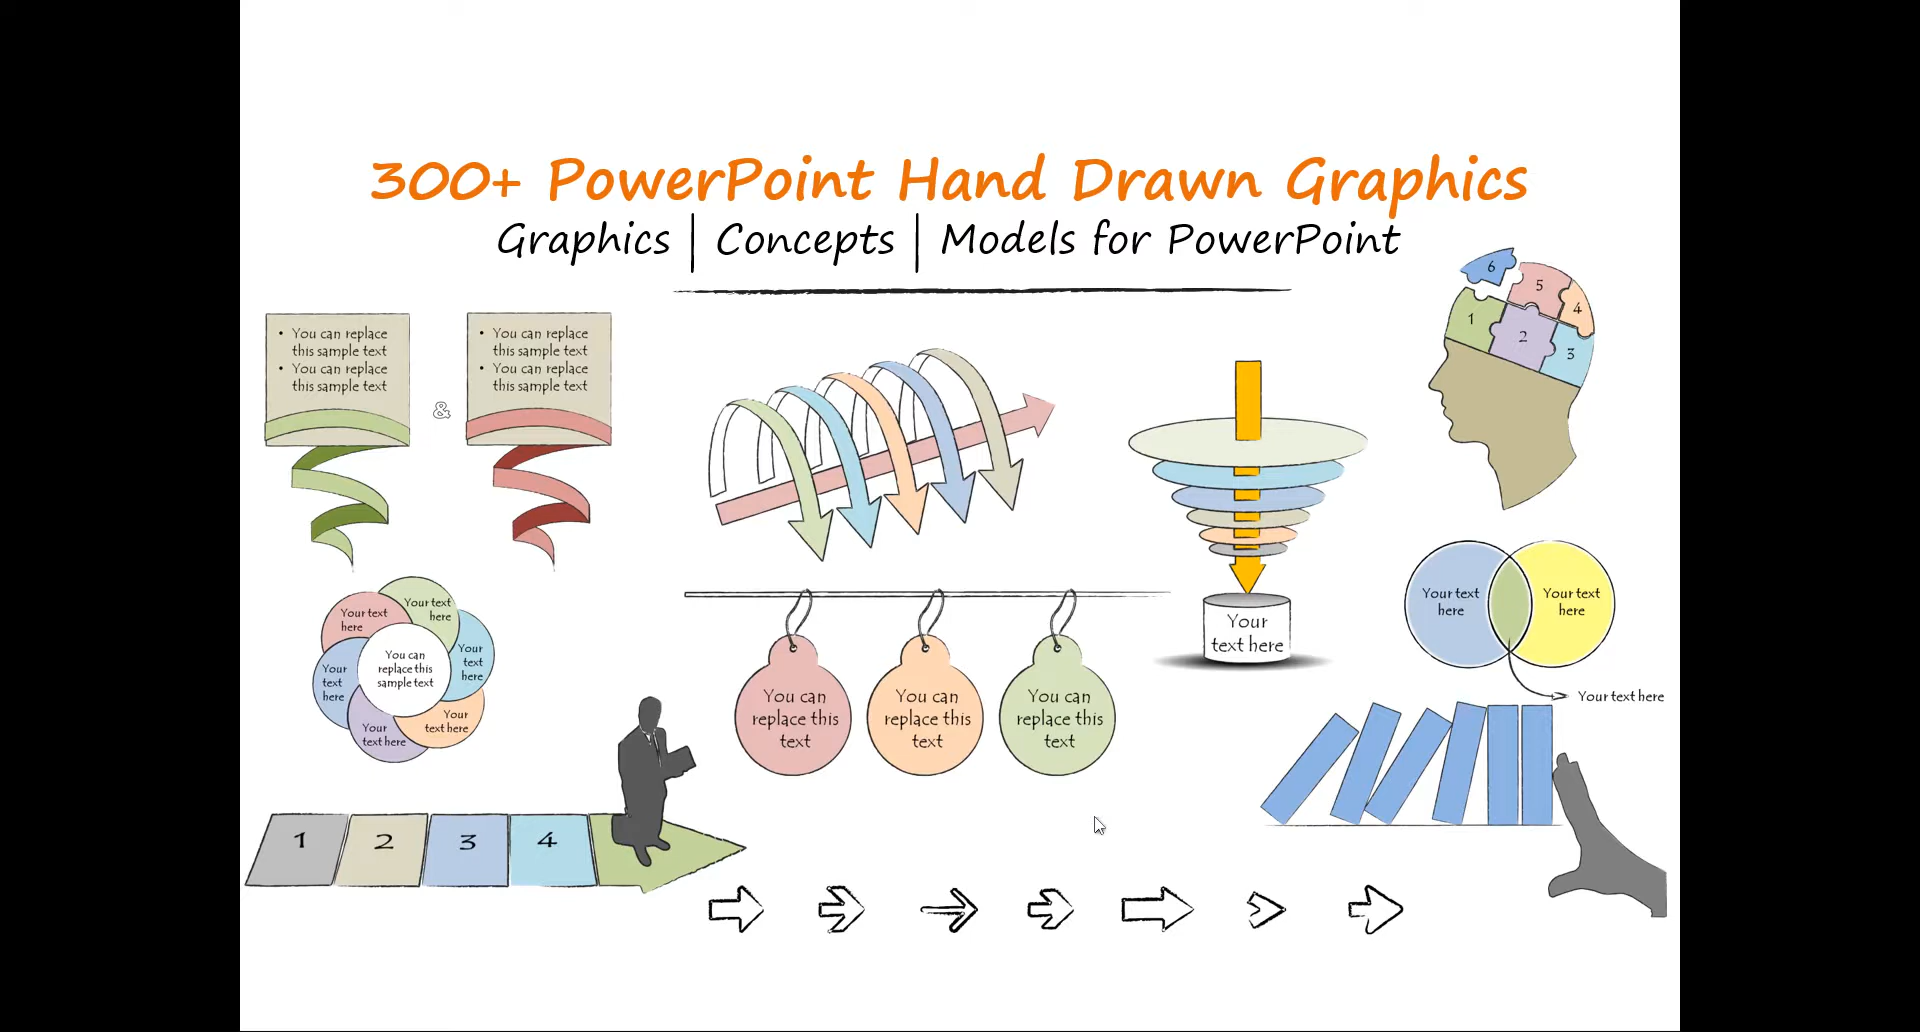 300+ PowerPoint Hand Drawn Graphics
Graphics | Concepts | Models for PowerPoint
• You can replace
this sample text
• You can replace
this sample text
&
• You can replace
this sample text
• You can replace
this sample text
6
5
4
1
2
3
Your text
here
Your text
here
Your
text
here
Your
text here
Your
text here
Your
text
here
You can
replace this
sample text
You can
replace this
text
You can
replace this
text
You can
replace this
text
Your
text here
Your text
here
Your text
here
Your text here
1
2
3
4